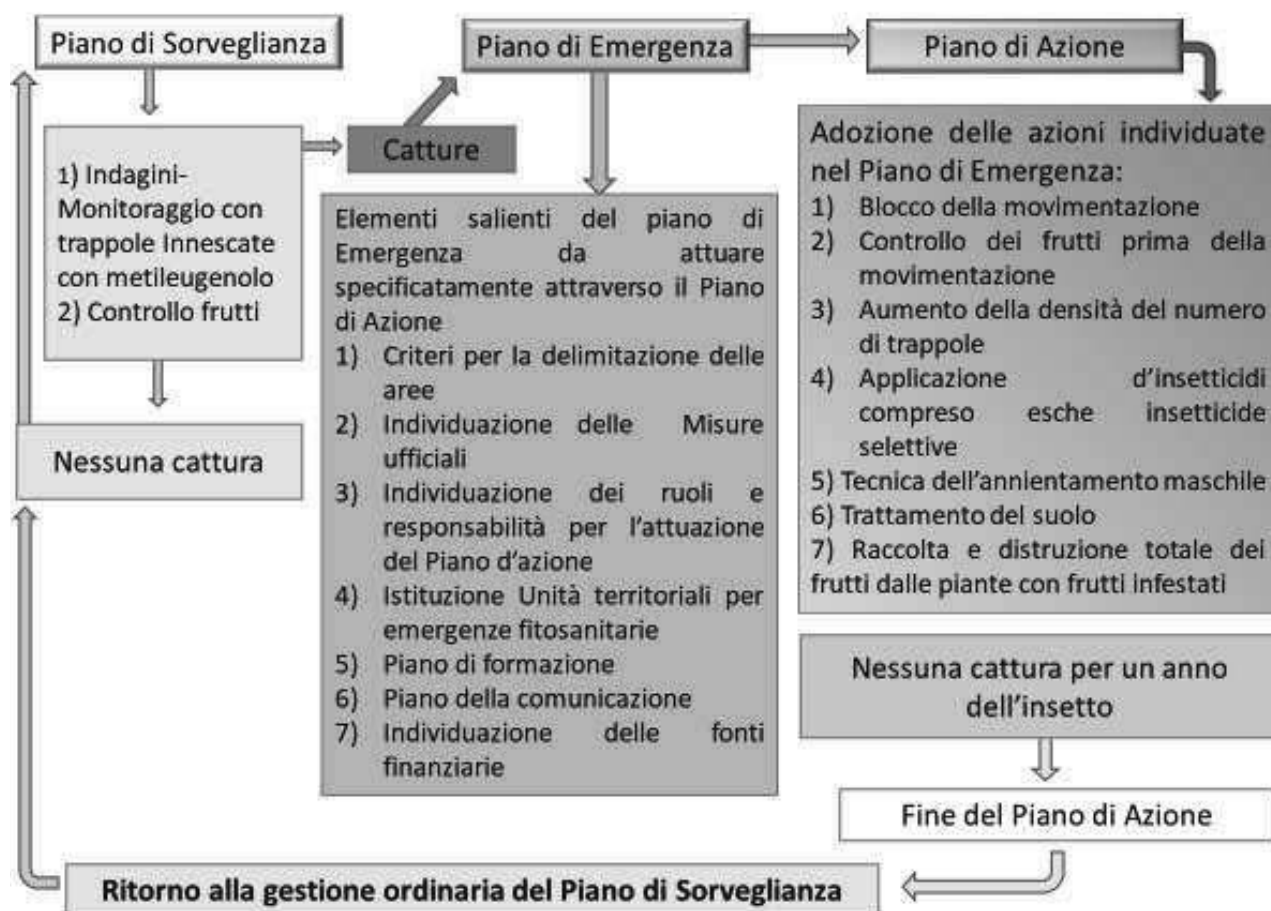 Piano di Sorveglianza
1) Indagini-
Monitoraggio con
trappole Innescate
con metileugenolo
2) Controllo frutti
Nessuna cattura
Catture
Piano di Emergenza
Elementi salienti del piano di
Emergenza da attuare
specificatamente attraverso il Piano
di Azione
1) Criteri per la delimitazione delle
aree
2) Individuazione delle Misure
ufficiali
3) Individuazione dei ruoli e
responsabilità per l'attuazione
del Piano d'azione
4) Istituzione Unità territoriali per
emergenze fitosanitarie
5) Piano di formazione
6) Piano della comunicazione
7) Individuazione delle fonti
finanziarie
Piano di Azione
Adozione delle azioni individuate
nel Piano di Emergenza:
1) Blocco della movimentazione
2) Controllo dei frutti prima della
movimentazione
3) Aumento della densità del numero
di trappole
4) Applicazione d'insetticidi
compreso esche insetticide
selettive
5) Tecnica dell'annientamento maschile
6) Trattamento del suolo
7) Raccolta e distruzione totale dei
frutti dalle piante con frutti infestati
Nessuna cattura per un anno
dell'insetto
Fine del Piano di Azione
Ritorno alla gestione ordinaria del Piano di Sorveglianza